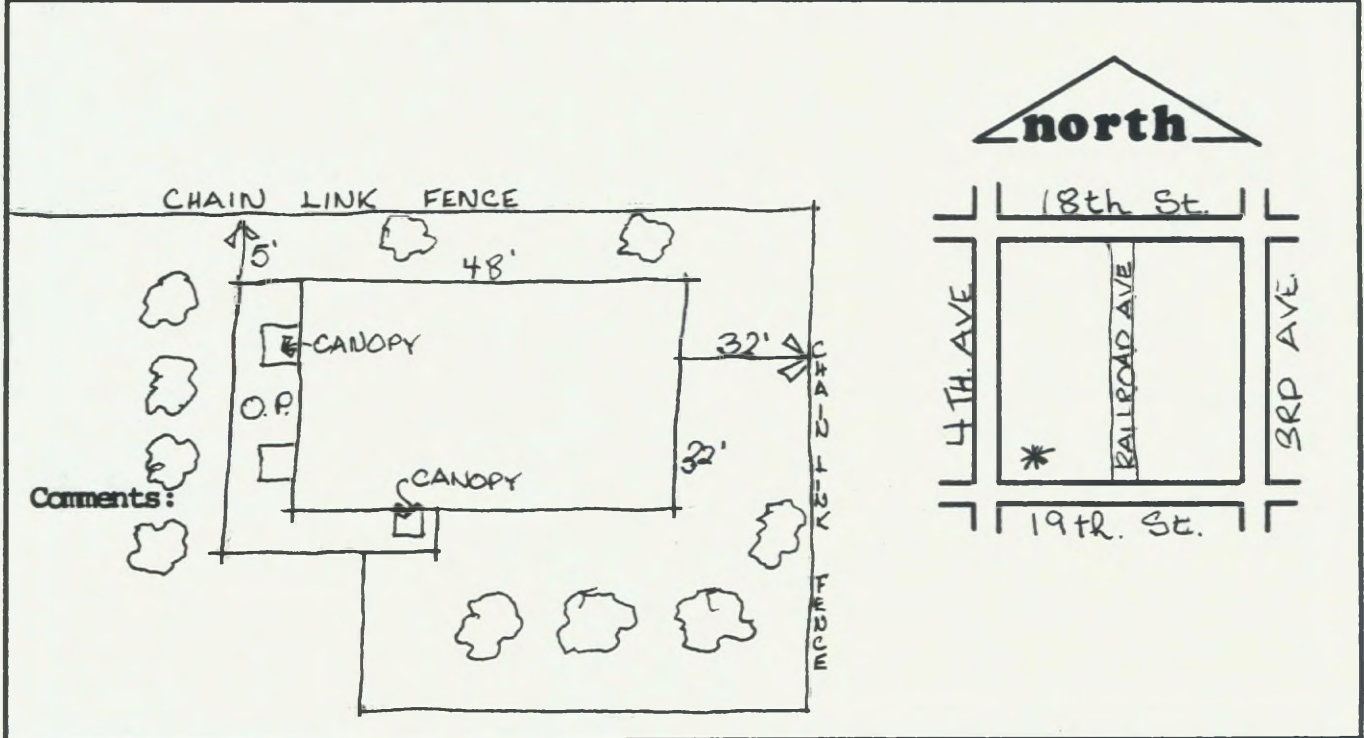 north
CHAIN LINK FENCE
18th St.
5'
48'
CANOPY
32'
CHAIN LINK FENCE
4TH. AVE
RAILROAD AVE
3RD AVE.
O.P.
32'
CANOPY
Comments:
19th. St.